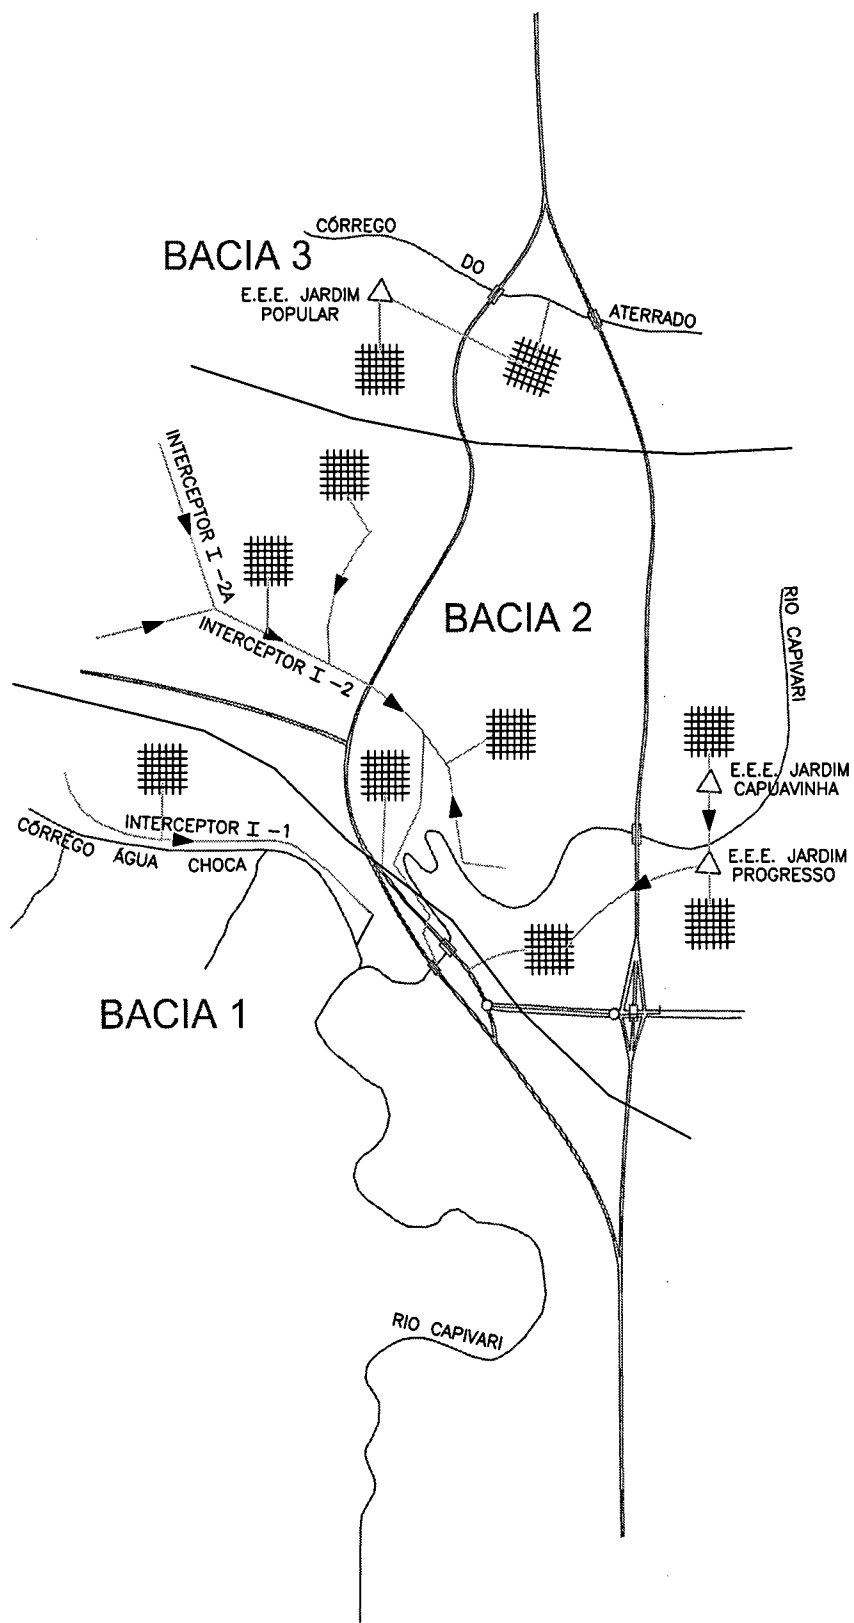 CÓRREGO
DO
ATERRADO
BACIA 3
E.E.E. JARDIM
POPULAR
INTERCEPTOR I -2A
BACIA 2
RIO CAPIVARI
INTERCEPTOR I -2
E.E.E. JARDIM
CAPUAVINHA
INTERCEPTOR I -1
CÓRREGO
ÁGUA
CHOCA
E.E.E. JARDIM
PROGRESSO
BACIA 1
RIO CAPIVARI